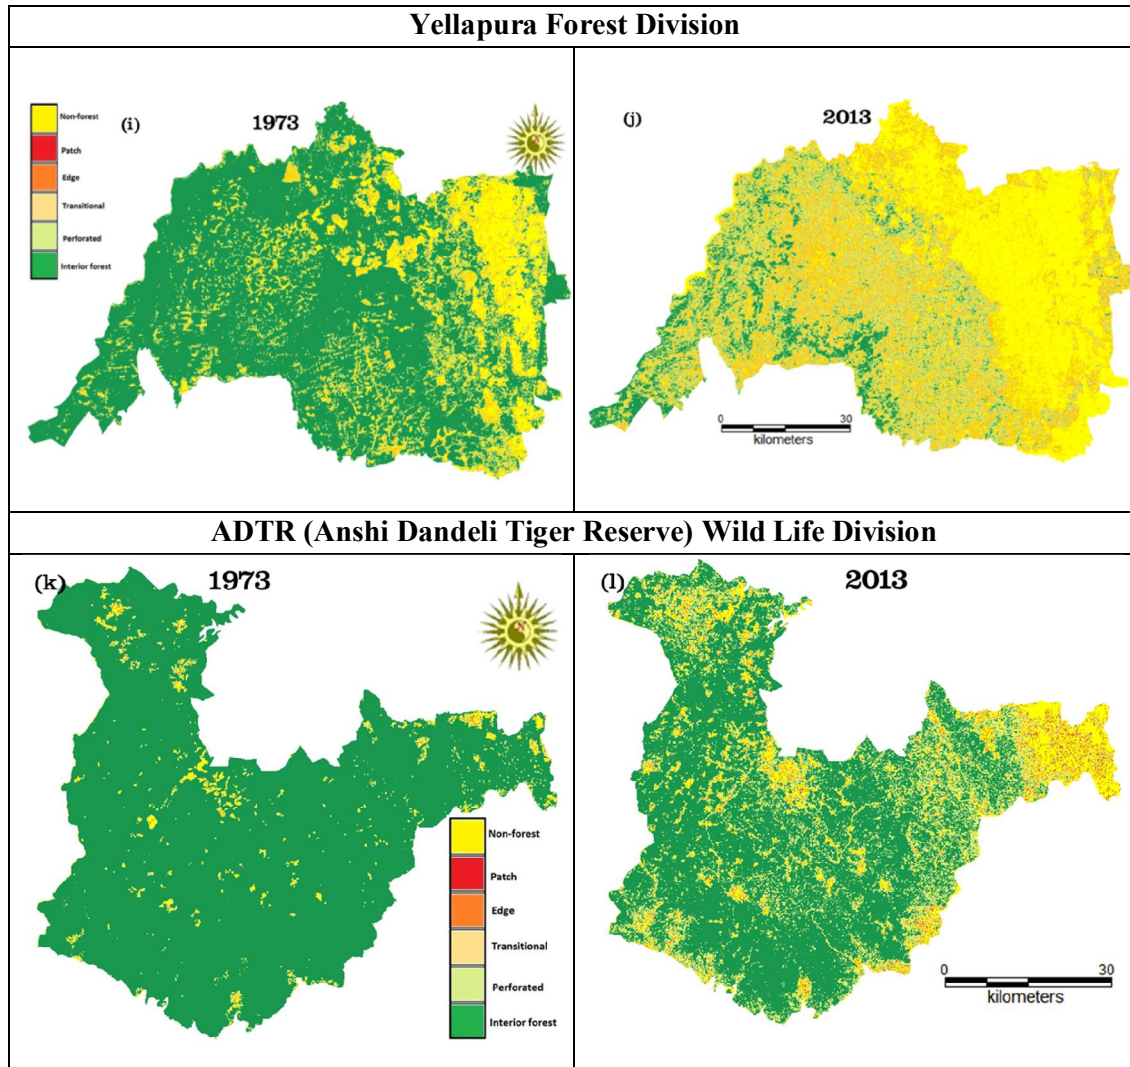 Yellapura Forest Division
(i)
1973
Non-forest
Patch
Edge
Transitional
Perforated
Interior forest
N
(j)
2013
0 30
kilometers
ADTR (Anshi Dandeli Tiger Reserve) Wild Life Division
(k)
1973
N
Non-forest
Patch
Edge
Transitional
Perforated
Interior forest
(l)
2013
0 30
kilometers